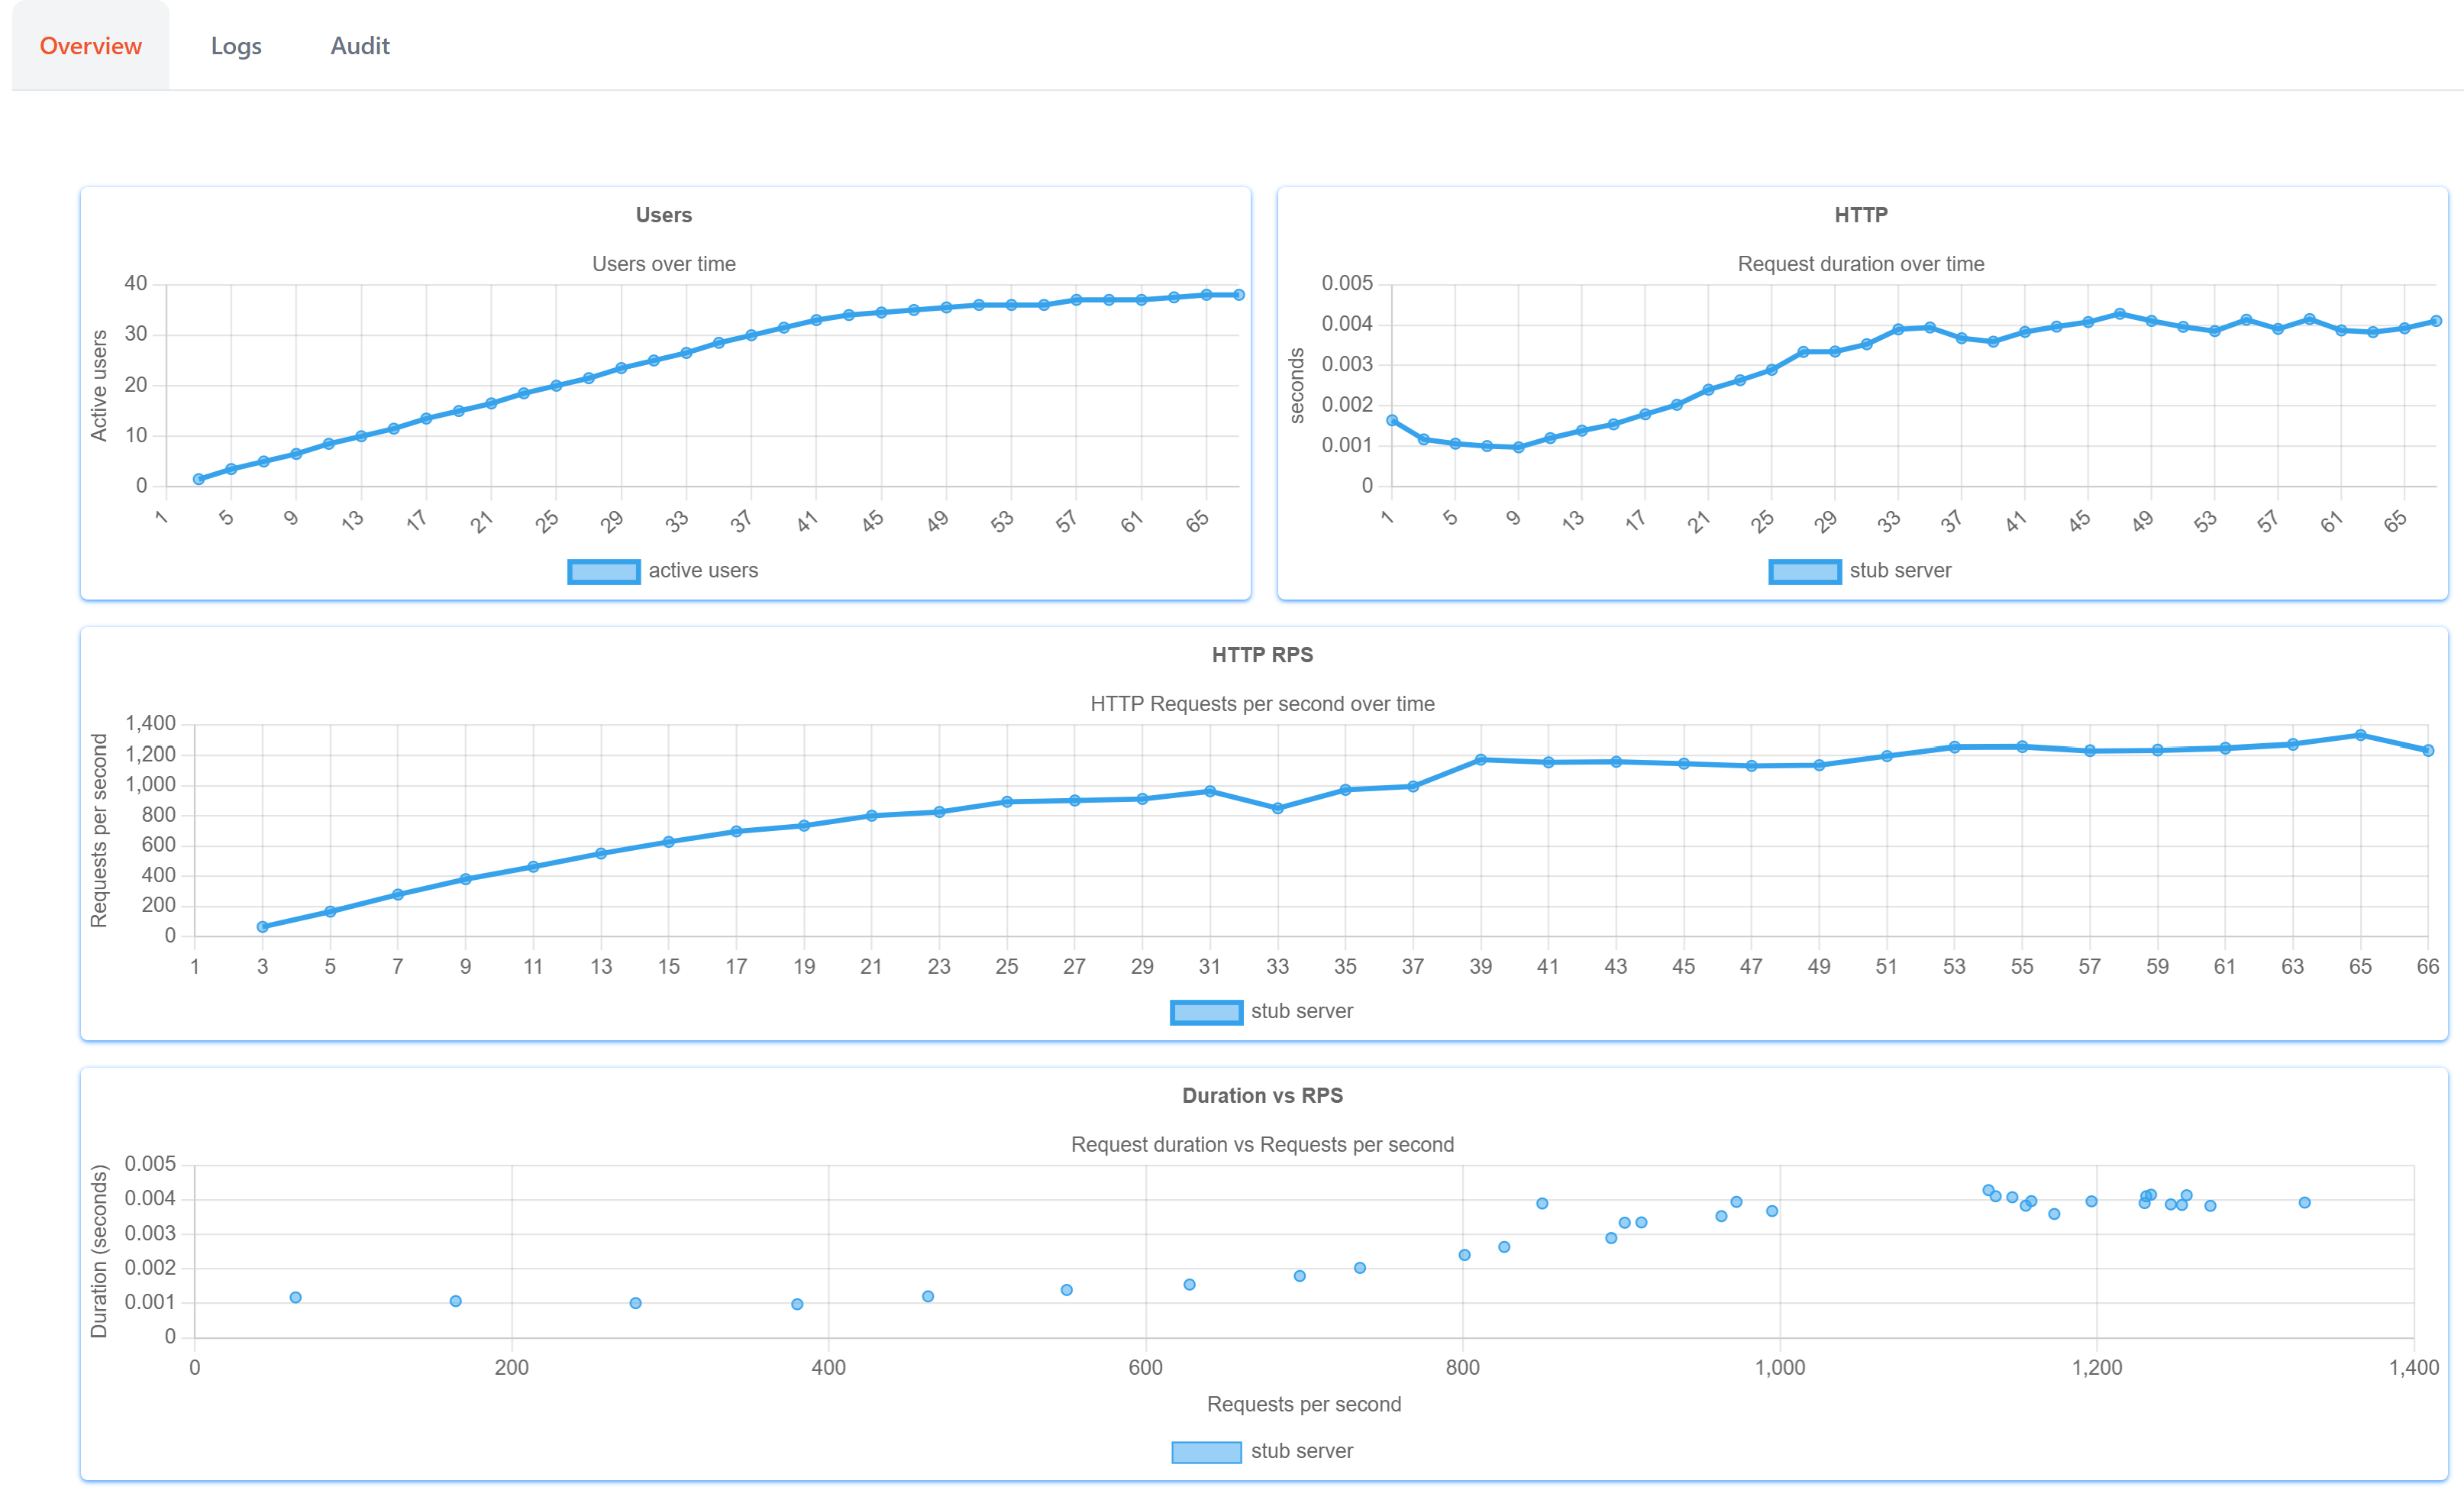 Overview Logs Audit
Users
Users over time
Active users
40
30
20
10
0
1 5 9 13 17 21 25 29 33 37 41 45 49 53 57 61 65
active users
HTTP
Request duration over time
seconds
0.005
0.004
0.003
0.002
0.001
0
1 5 9 13 17 21 25 29 33 37 41 45 49 53 57 61 65
stub server
HTTP RPS
HTTP Requests per second over time
Requests per second
1,400
1,200
1,000
800
600
400
200
0
1 3 5 7 9 11 13 15 17 19 21 23 25 27 29 31 33 35 37 39 41 43 45 47 49 51 53 55 57 59 61 63 65 66
stub server
Duration vs RPS
Request duration vs Requests per second
Duration (seconds)
0.005
0.004
0.003
0.002
0.001
0
0 200 400 600 800 1,000 1,200 1,400
Requests per second
stub server